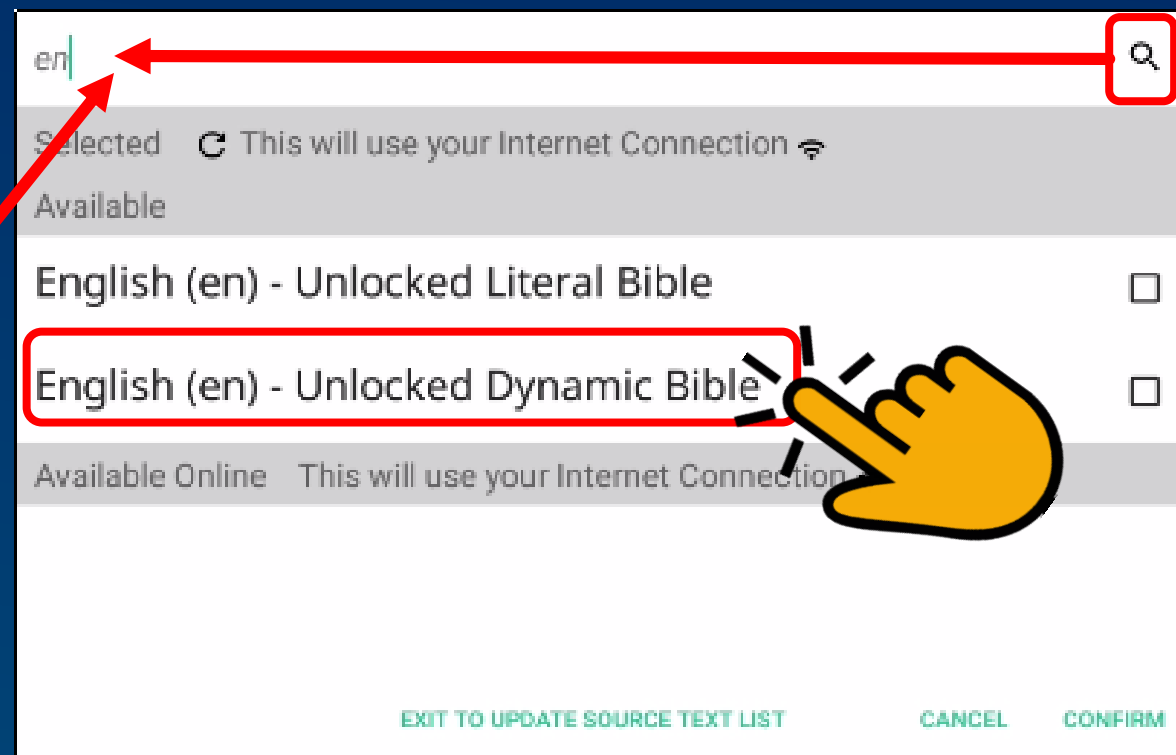 en
Selected This will use your Internet Connection
Available
English (en) - Unlocked Literal Bible
English (en) - Unlocked Dynamic Bible
Available Online This will use your Internet Connection
EXIT TO UPDATE SOURCE TEXT LIST CANCEL CONFIRM